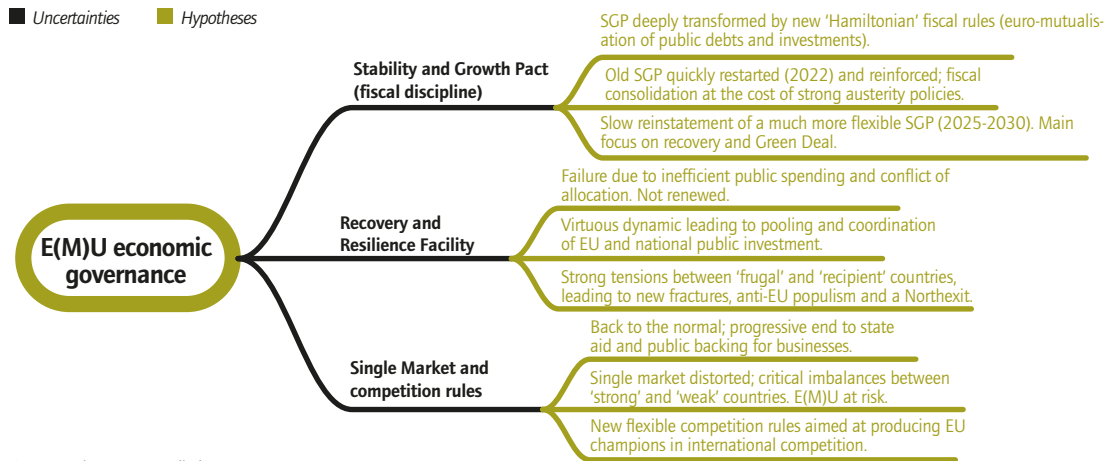 Uncertainties
Hypotheses
SGP deeply transformed by new ‘Hamiltonian’ fiscal rules (euro-mutualis-
ation of public debts and investments).
Stability and Growth Pact
(fiscal discipline)
Old SGP quickly restarted (2022) and reinforced; fiscal
consolidation at the cost of strong austerity policies.
Slow reinstatement of a much more flexible SGP (2025-2030). Main
focus on recovery and Green Deal.
Failure due to inefficient public spending and conflict of
allocation. Not renewed.
E(M)U economic
governance
Recovery and
Resilience Facility
Virtuous dynamic leading to pooling and coordination
of EU and national public investment.
Strong tensions between ‘frugal’ and ‘recipient’ countries,
leading to new fractures, anti-EU populism and a Northexit.
Back to the normal; progressive end to state
aid and public backing for businesses.
Single Market and
competition rules
Single market distorted; critical imbalances between
‘strong’ and ‘weak’ countries. E(M)U at risk.
New flexible competition rules aimed at producing EU
champions in international competition.